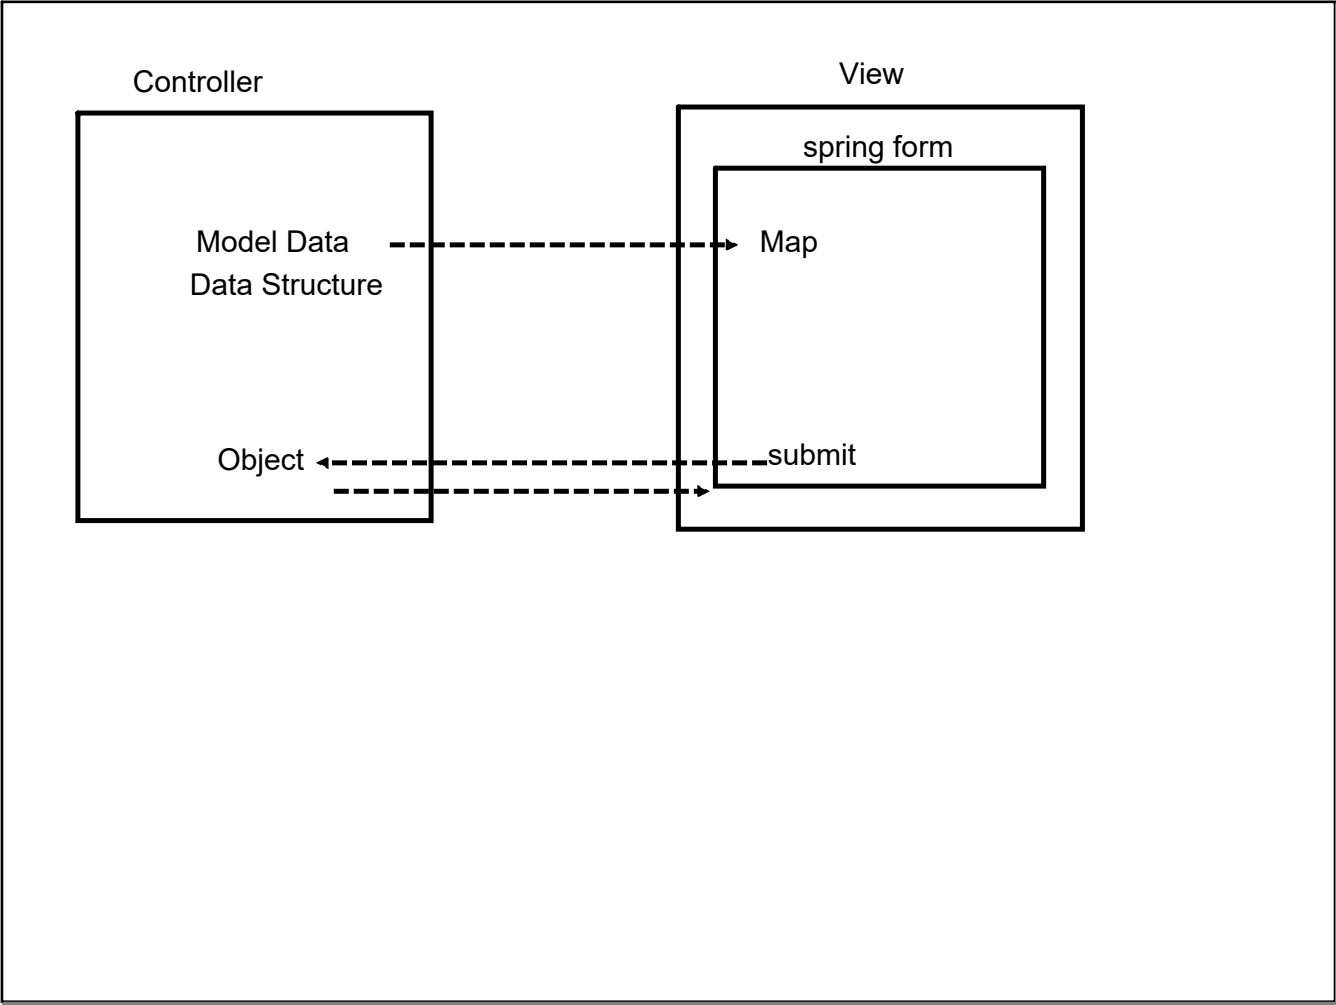 Controller
View
spring form
Model Data
Map
Data Structure
Object
submit